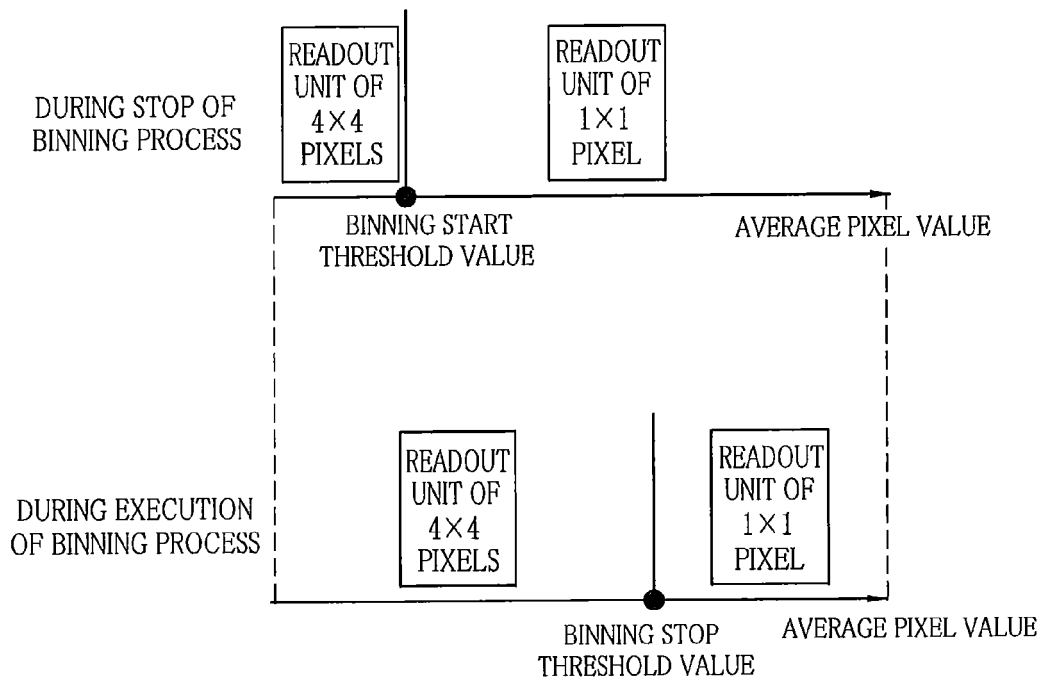 READOUT
UNIT OF
4×4
PIXELS
READOUT
UNIT OF
1×1
PIXEL
DURING STOP OF
BINNING PROCESS
BINNING START
THRESHOLD VALUE
AVERAGE PIXEL VALUE
READOUT
UNIT OF
4×4
PIXELS
READOUT
UNIT OF
1×1
PIXEL
DURING EXECUTION
OF BINNING PROCESS
BINNING STOP
THRESHOLD VALUE
AVERAGE PIXEL VALUE